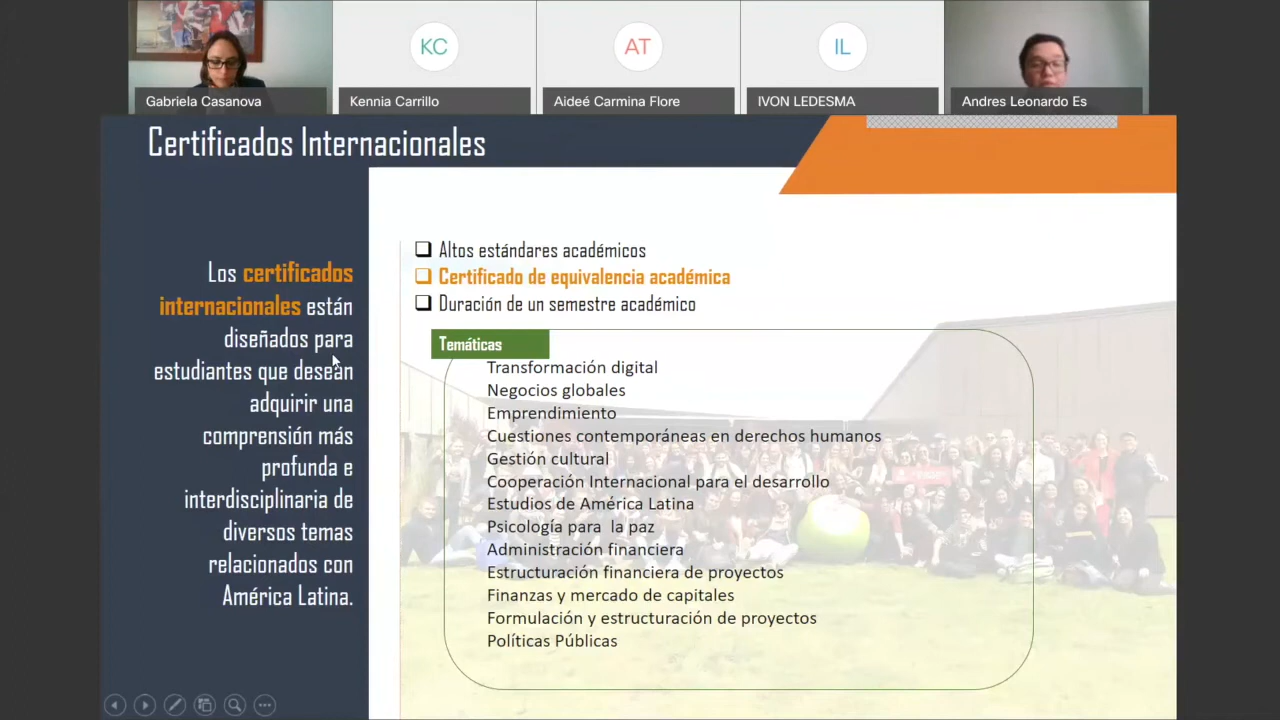 KC
AT
IL
Gabriela Casanova
Kennia Carrillo
Aideé Carmina Flore
IVON LEDESMA
Andres Leonardo Es
Certificados Internacionales
Los certificados
internacionales están
diseñados para
estudiantes que desean
adquirir una
comprensión más
profunda e
interdisciplinaria de
diversos temas
relacionados con
América Latina.
Altos estándares académicos
Certificado de equivalencia académica
Duración de un semestre académico
Temáticas
Transformación digital
Negocios globales
Emprendimiento
Cuestiones contemporáneas en derechos humanos
Gestión cultural
Cooperación Internacional para el desarrollo
Estudios de América Latina
Psicología para la paz
Administración financiera
Estructuración financiera de proyectos
Finanzas y mercado de capitales
Formulación y estructuración de proyectos
Políticas Públicas